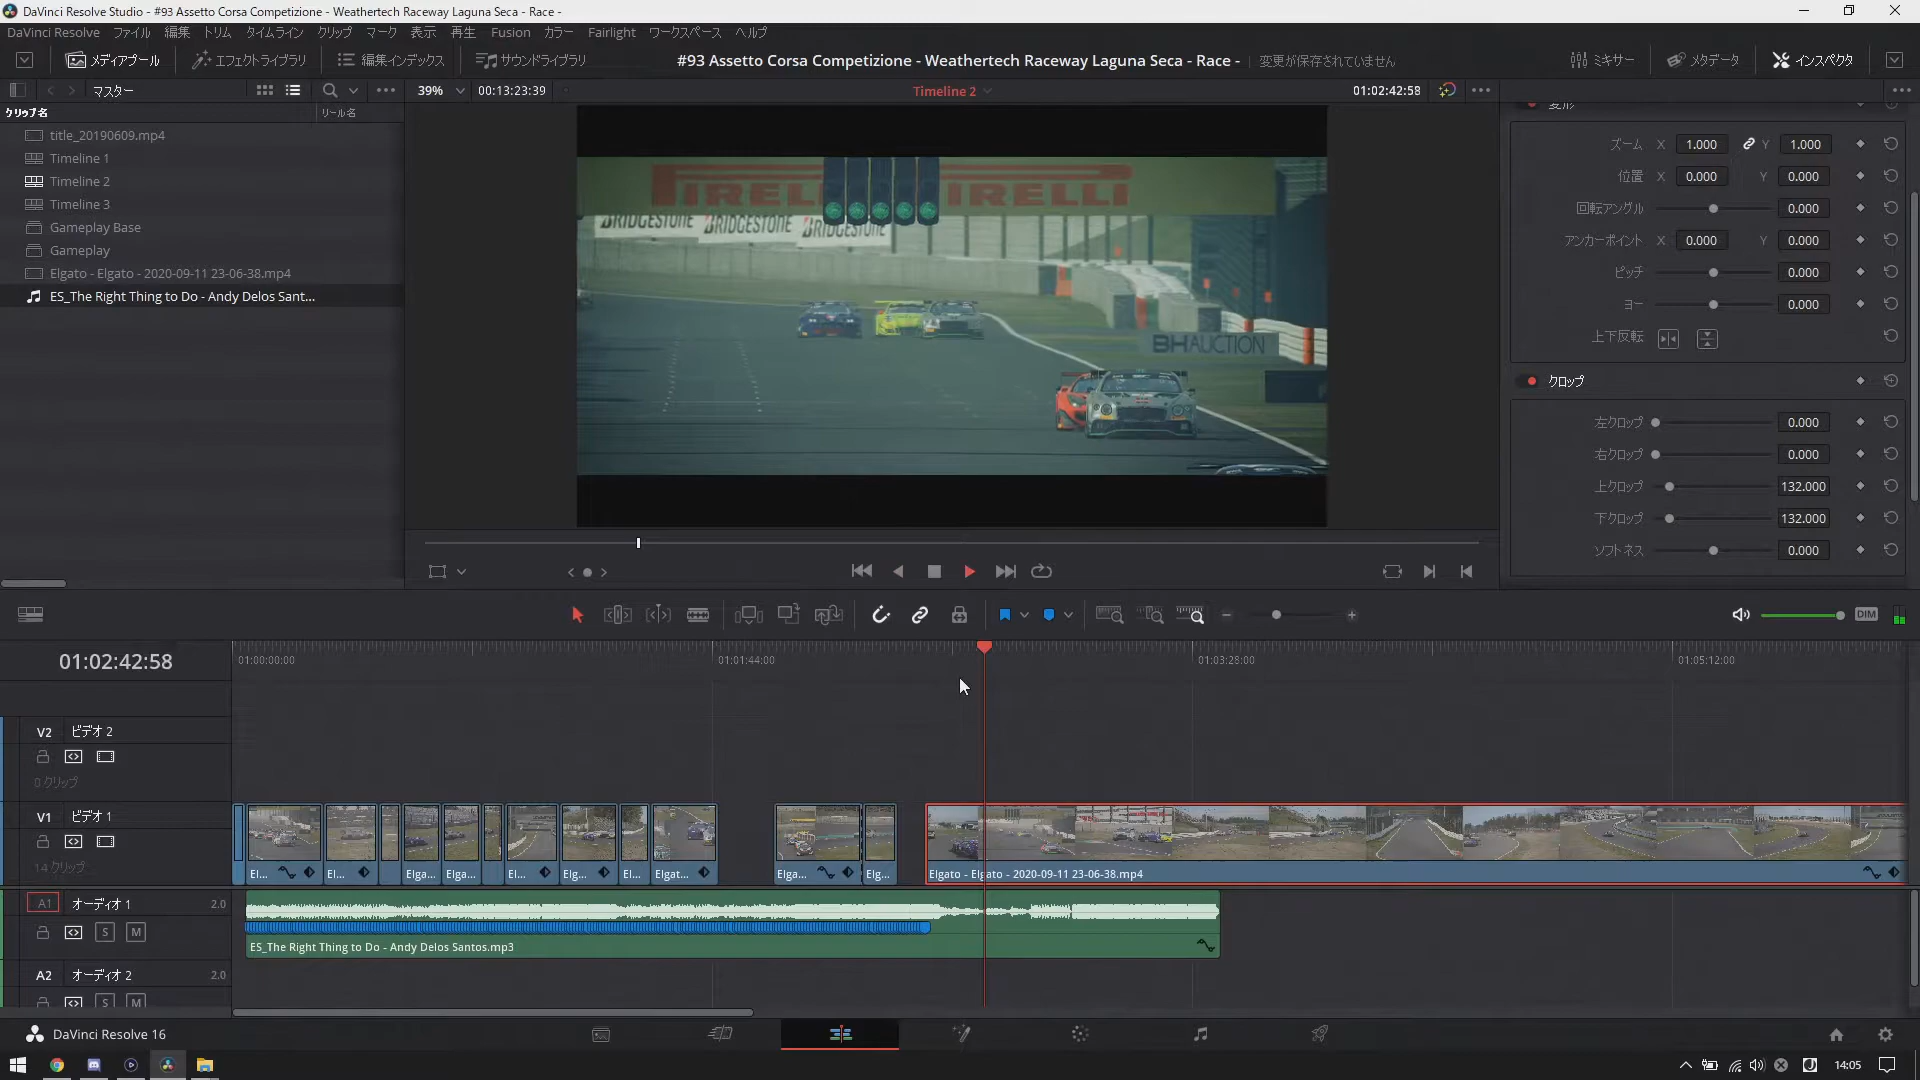 DaVinci Resolve Studio - #93 Assetto Corsa Competizione - Weathertech Raceway Laguna Seca - Race -
DaVinci Resolve ファイル 編集 トリム タイムライン クリップ マーク 表示 再生 Fusion カラー Fairlight ワークスペース ヘルプ
メディアプール エフェクトライブラリ 編集インデックス サウンドライブラリ #93 Assetto Corsa Competizione - Weathertech Raceway Laguna Seca - Race - 変更が保存されていません ミキサー メタデータ インスペクタ
マスター 39% 00:13:23:39 Timeline 2 01:02:42:58
クリップ名 リール名
title_20190609.mp4
Timeline 1
Timeline 2
Timeline 3
Gameplay Base
Gameplay
Elgato - Elgato - 2020-09-11 23-06-38.mp4
ES_The Right Thing to Do - Andy Delos Sant...
PIRELLI PIRELLI
BRIDGESTONE BRIDGESTONE BRIDGESTONE
BHAUCTION
変形
ズーム X 1.000 Y 1.000
位置 X 0.000 Y 0.000
回転アングル 0.000
アンカーポイント X 0.000 Y 0.000
ピッチ 0.000
ヨー 0.000
上下反転
クロップ
左クロップ 0.000
右クロップ 0.000
上クロップ 132.000
下クロップ 132.000
ソフトネス 0.000
DIM
01:02:42:58 01:00:00:00 01:01:44:00 01:03:28:00 01:05:12:00
V2 ビデオ 2
0 クリップ
V1 ビデオ 1
14 クリップ
El... El... Elga... Elga... El... Elg... El... Elgat... Elga... Elg... Elgato - Elgato - 2020-09-11 23-06-38.mp4
A1 オーディオ 1 2.0
S M
ES_The Right Thing to Do - Andy Delos Santos.mp3
A2 オーディオ 2 2.0
S M
DaVinci Resolve 16
14:05